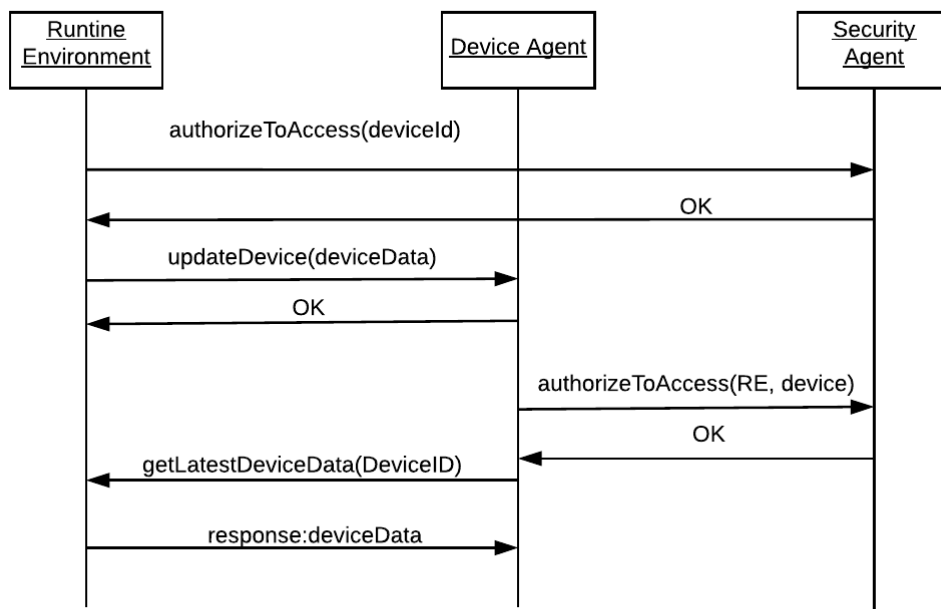 Runtine
Environment
Device Agent
Security
Agent
authorizeToAccess(deviceId)
OK
updateDevice(deviceData)
OK
authorizeToAccess(RE, device)
OK
getLatestDeviceData(DeviceID)
response:deviceData